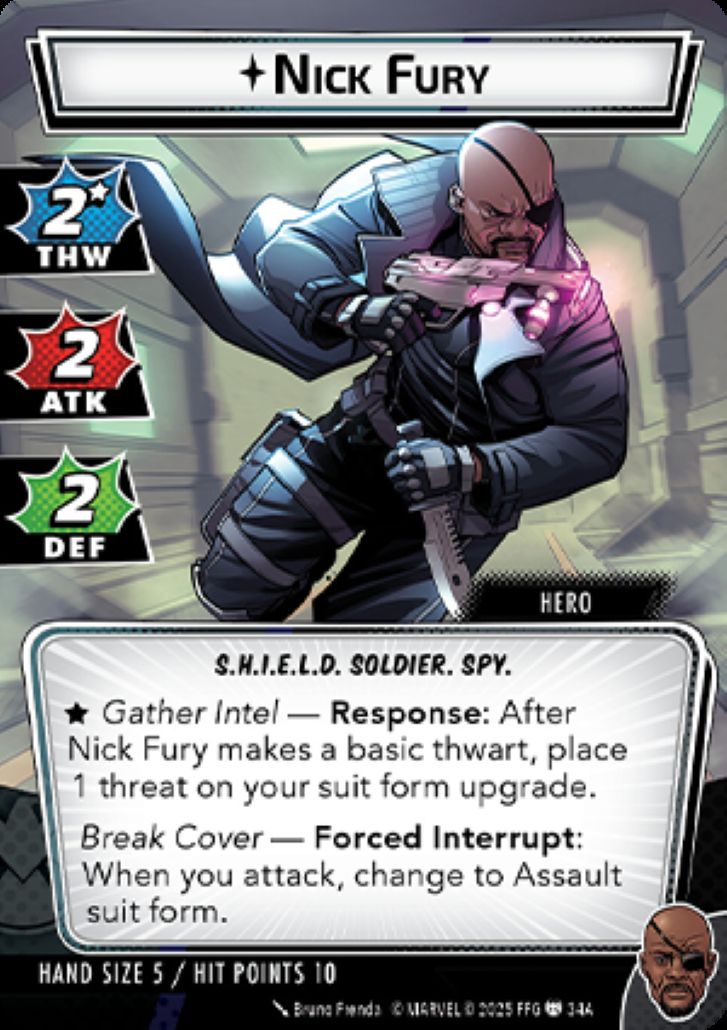 NICK FURY
2
THW
2
ATK
2
DEF
HERO
S.H.I.E.L.D. SOLDIER. SPY.
★ Gather Intel — Response: After
Nick Fury makes a basic thwart, place
1 threat on your suit form upgrade.
Break Cover — Forced Interrupt:
When you attack, change to Assault
suit form.
HAND SIZE 5 / HIT POINTS 10
© MARVEL © 2025 FFG 34A